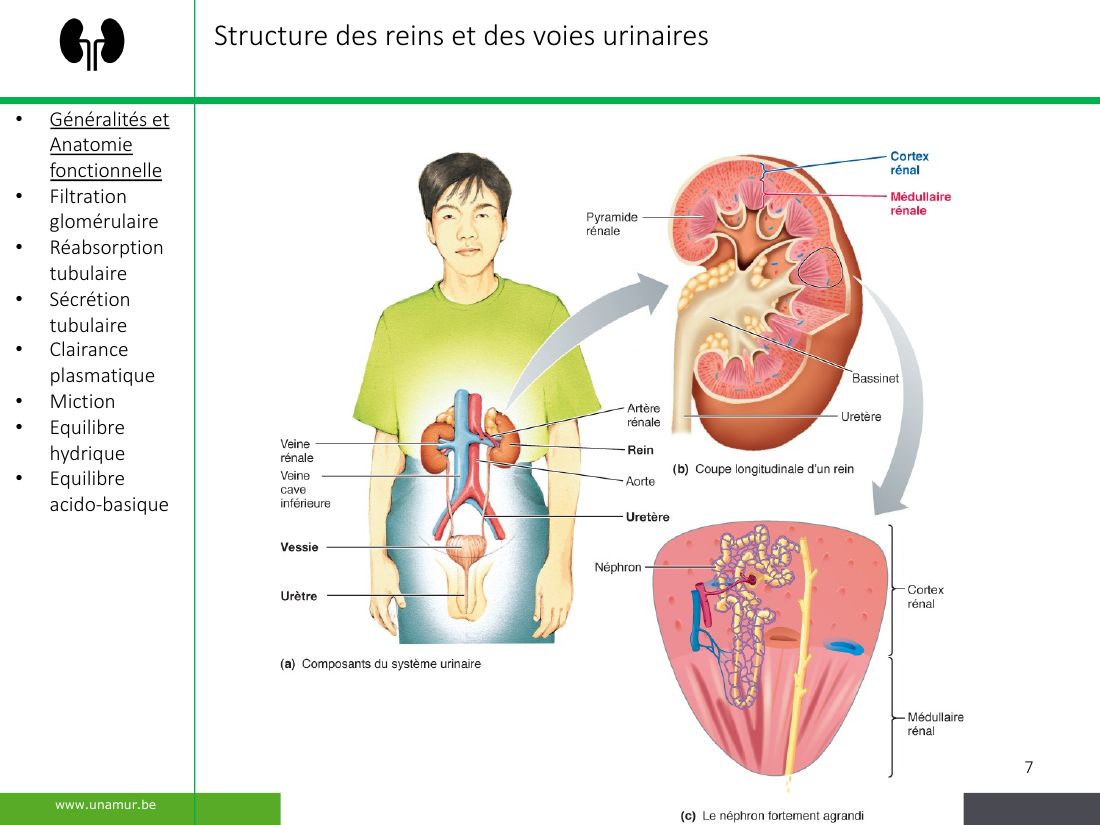 Structure des reins et des voies urinaires
• Généralités et
Anatomie
fonctionnelle
• Filtration
glomérulaire
• Réabsorption
tubulaire
• Sécrétion
tubulaire
• Clairance
plasmatique
• Miction
• Equilibre
hydrique
• Equilibre
acido-basique
Veine
rénale
Veine
cave
inférieure
Vessie
Urètre
Artère
rénale
Rein
Aorte
Uretère
(a) Composants du système urinaire
Pyramide
rénale
Cortex
rénal
Médullaire
rénale
Bassinet
Uretère
(b) Coupe longitudinale d'un rein
Néphron
Cortex
rénal
Médullaire
rénal
(c) Le néphron fortement agrandi
7
www.unamur.be